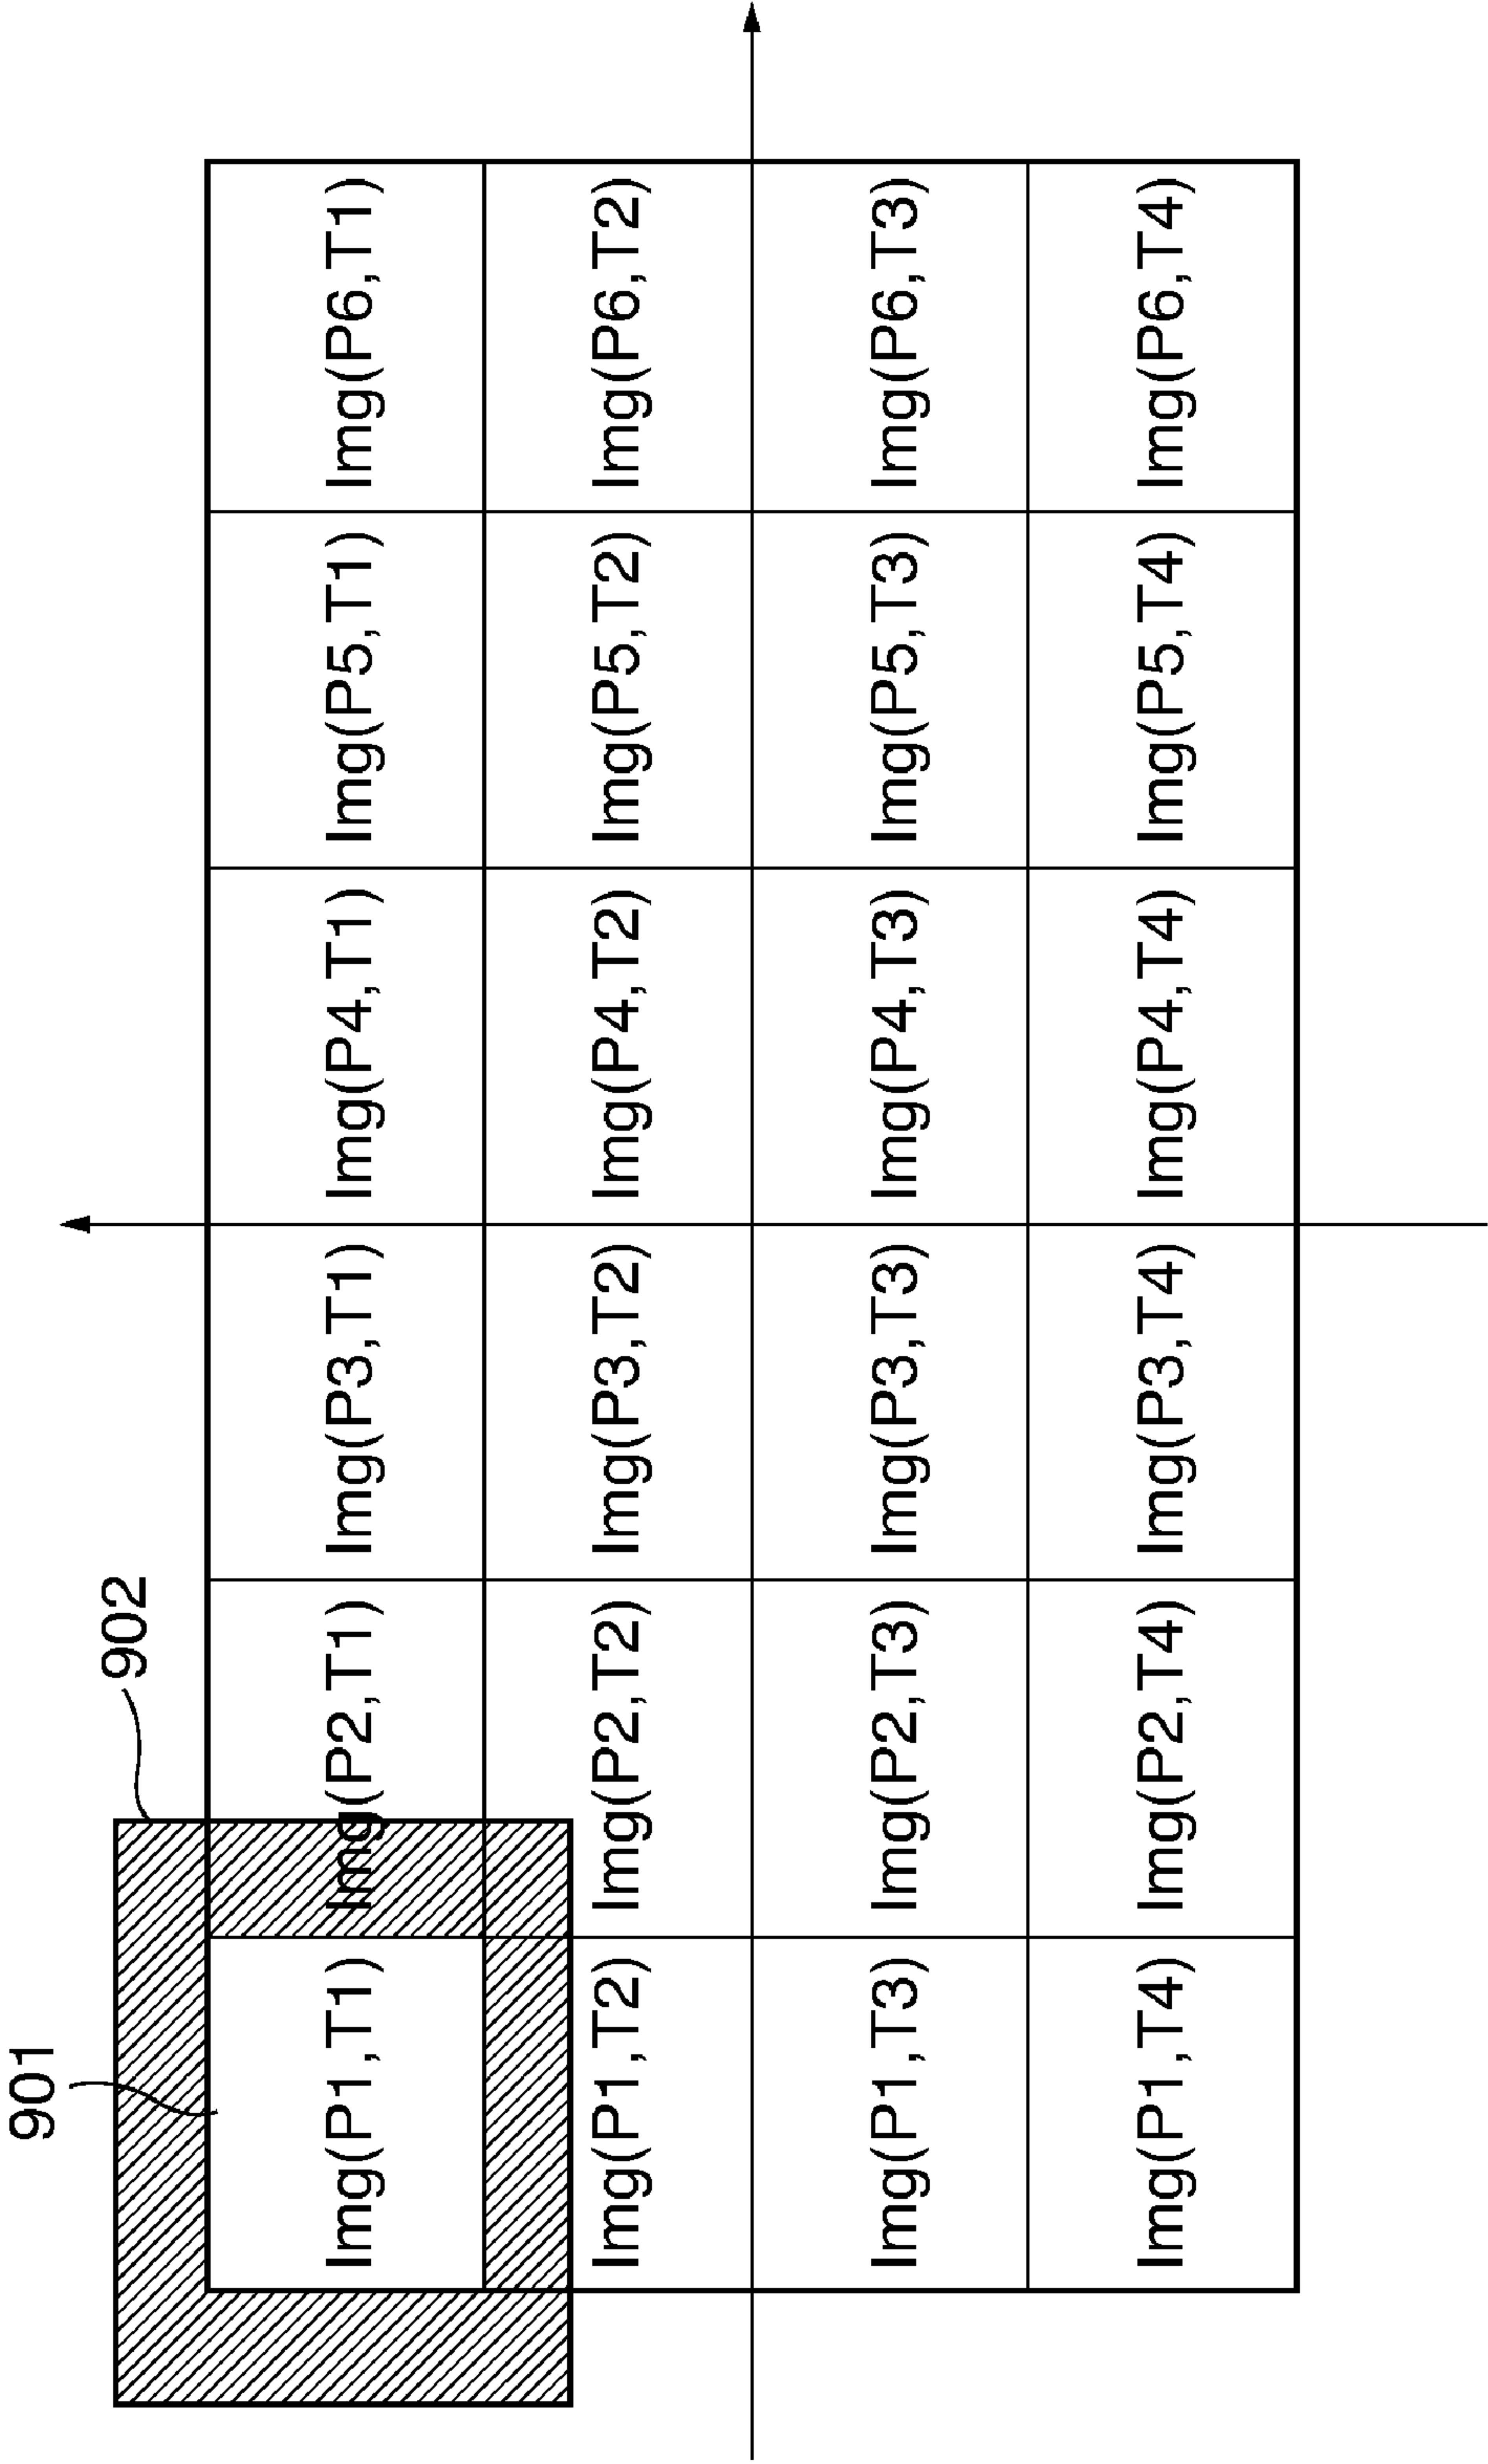 901
902
Img(P1,T1) Img(P2,T1) Img(P3,T1) Img(P4,T1) Img(P5,T1) Img(P6,T1)
Img(P1,T2) Img(P2,T2) Img(P3,T2) Img(P4,T2) Img(P5,T2) Img(P6,T2)
Img(P1,T3) Img(P2,T3) Img(P3,T3) Img(P4,T3) Img(P5,T3) Img(P6,T3)
Img(P1,T4) Img(P2,T4) Img(P3,T4) Img(P4,T4) Img(P5,T4) Img(P6,T4)